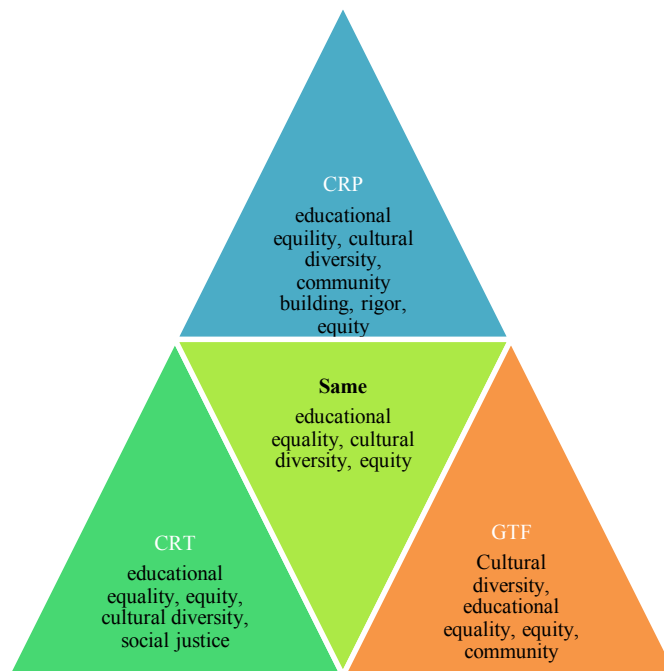 CRP
educational
equility, cultural
diversity,
community
building, rigor,
equity
Same
educational
equality, cultural
diversity, equity
CRT
educational
equality, equity,
cultural diversity,
social justice
GTF
Cultural
diversity,
educational
equality, equity,
community